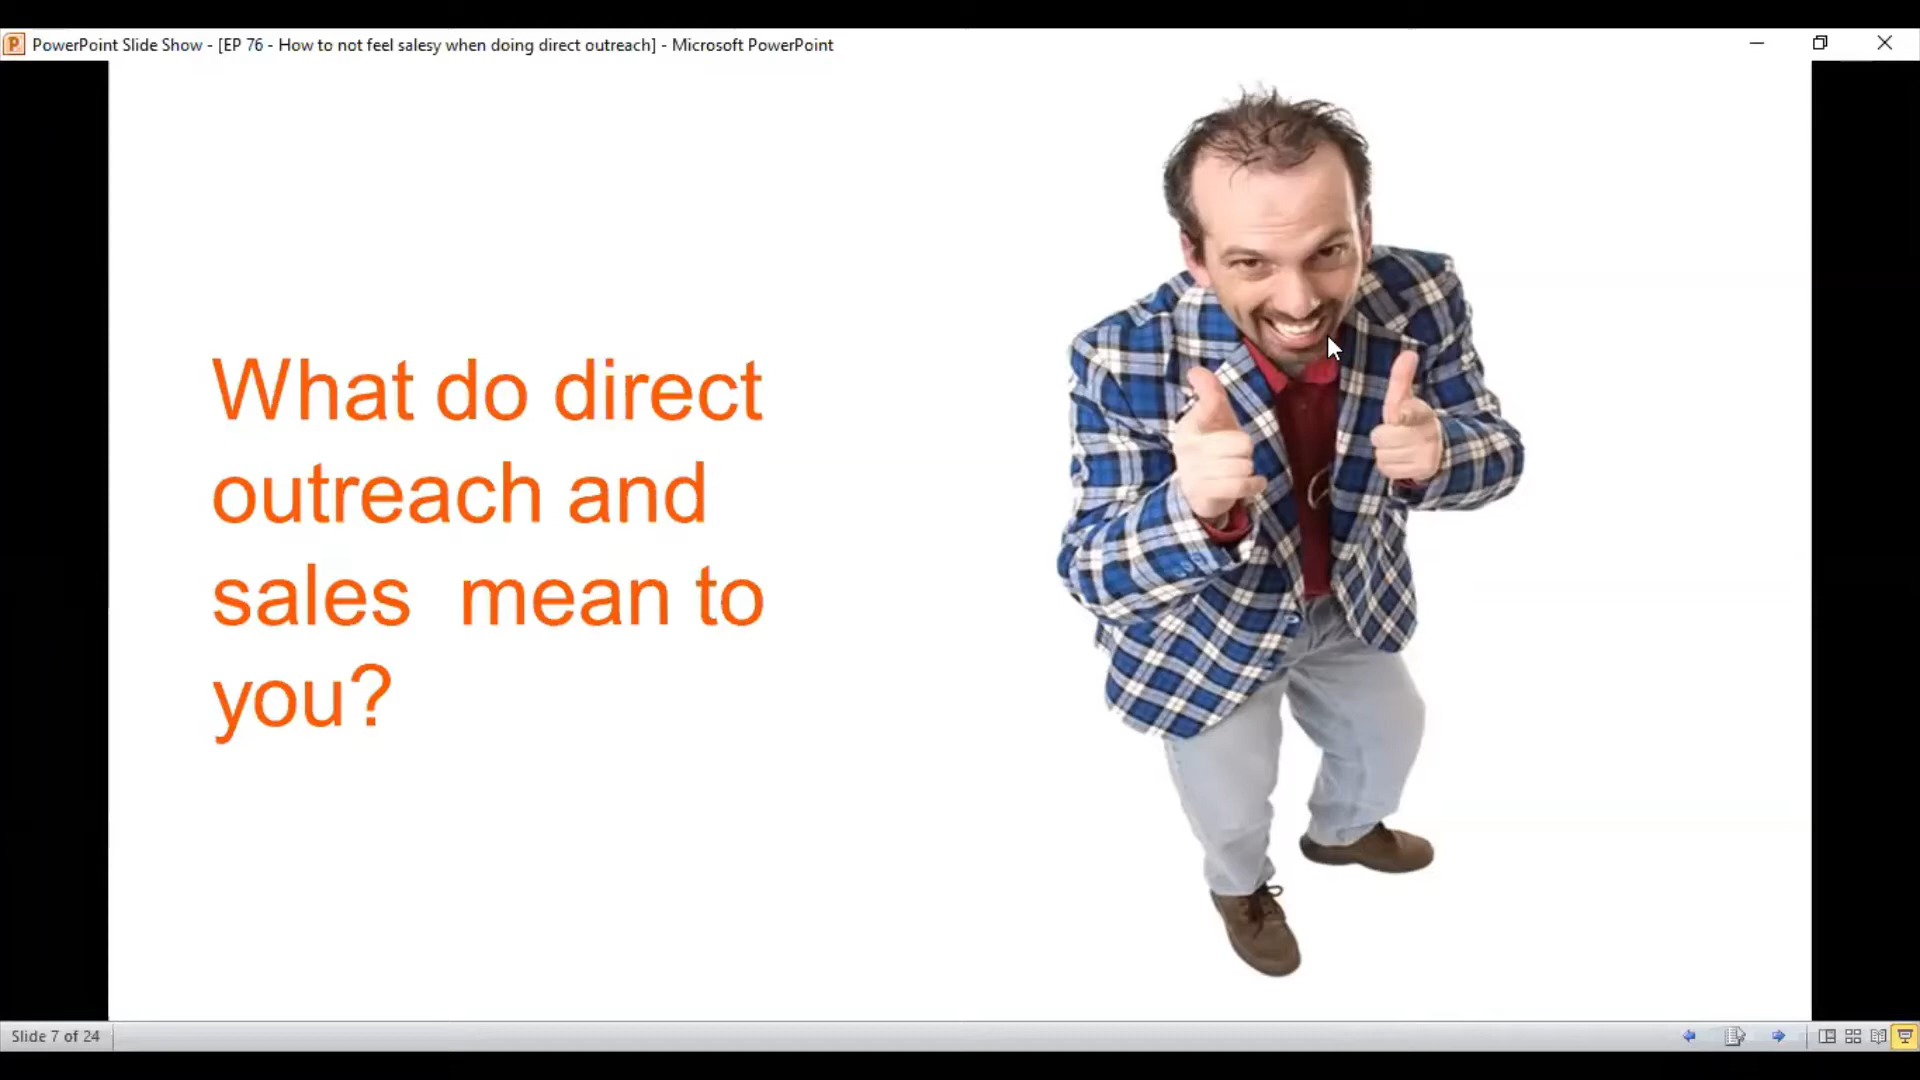 PowerPoint Slide Show - [EP 76 - How to not feel salesy when doing direct outreach] - Microsoft PowerPoint
What do direct
outreach and
sales  mean to
you?
Slide 7 of 24